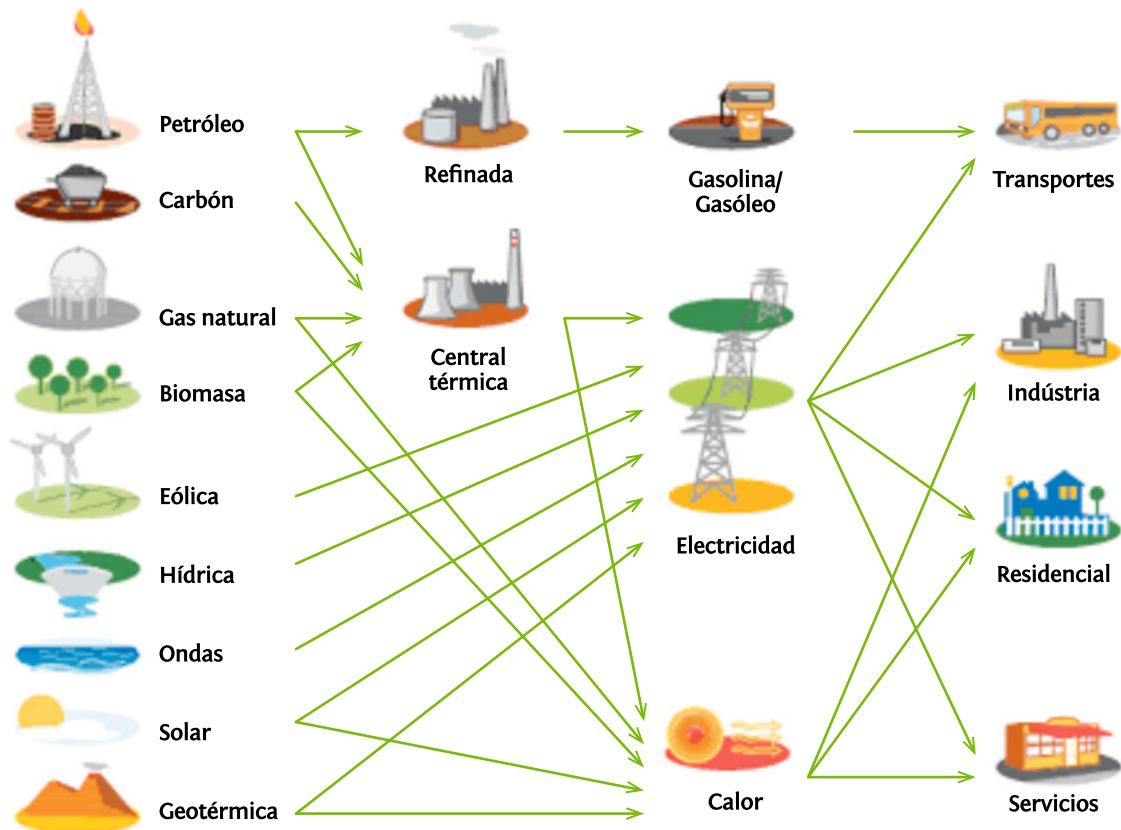 Petróleo
Refinada
Gasolina/
Gasóleo
Transportes
Carbón
Gas natural
Central
térmica
Indústria
Biomasa
Eólica
Electricidad
Hídrica
Residencial
Ondas
Solar
Geotérmica
Calor
Servicios